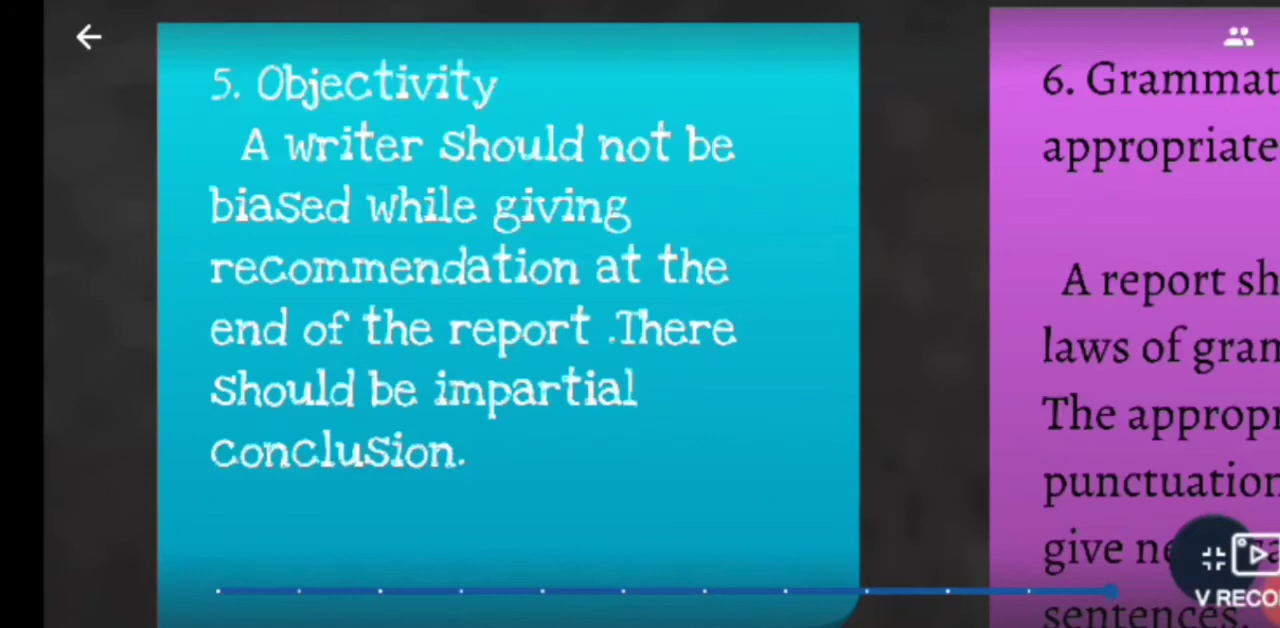 5. Objectivity
A writer should not be
biased while giving
recommendation at the
end of the report .There
should be impartial
conclusion.
6. Grammat
appropriate
A report sh
laws of gram
The appropr
punctuation
give ne
sentences.
V RECO